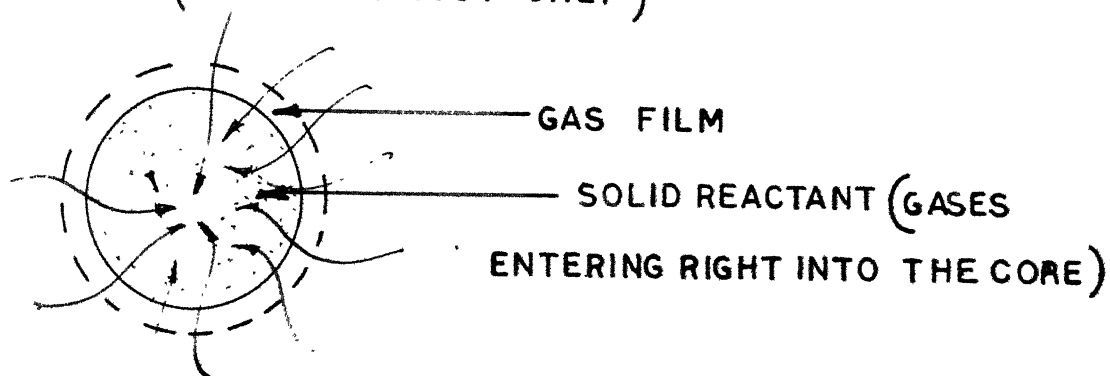 GAS FILM
SOLID REACTANT (GASES
ENTERING RIGHT INTO THE CORE)